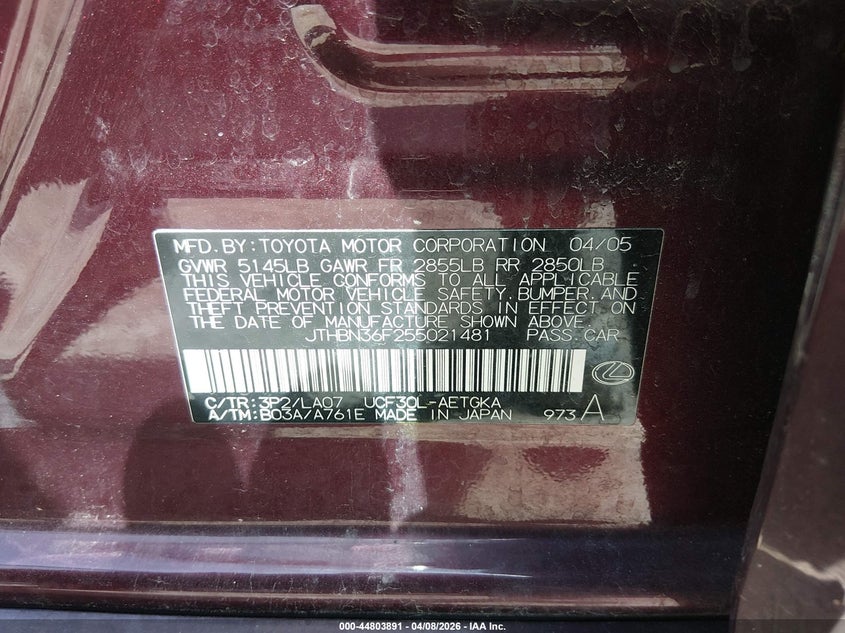 MFD.BY:TOYOTA MOTOR CORPORATION 04/05
GVWR 5145LB GAWR FR 2855LB RR 2850LB
THIS VEHICLE CONFORMS TO ALL APPLICABLE
FEDERAL MOTOR VEHICLE SAFETY,BUMPER,AND
THEFT PREVENTION STANDARDS IN EFFECT ON
THE DATE OF MANUFACTURE SHOWN ABOVE.
JTHBN36F255021481 PASS.CAR
C/TR:3P2/LA07 UCF30L-AETGKA
A/TM:B03A/A761E MADE IN JAPAN 973 A
000-44803891 - 04/08/2026 - IAA Inc.